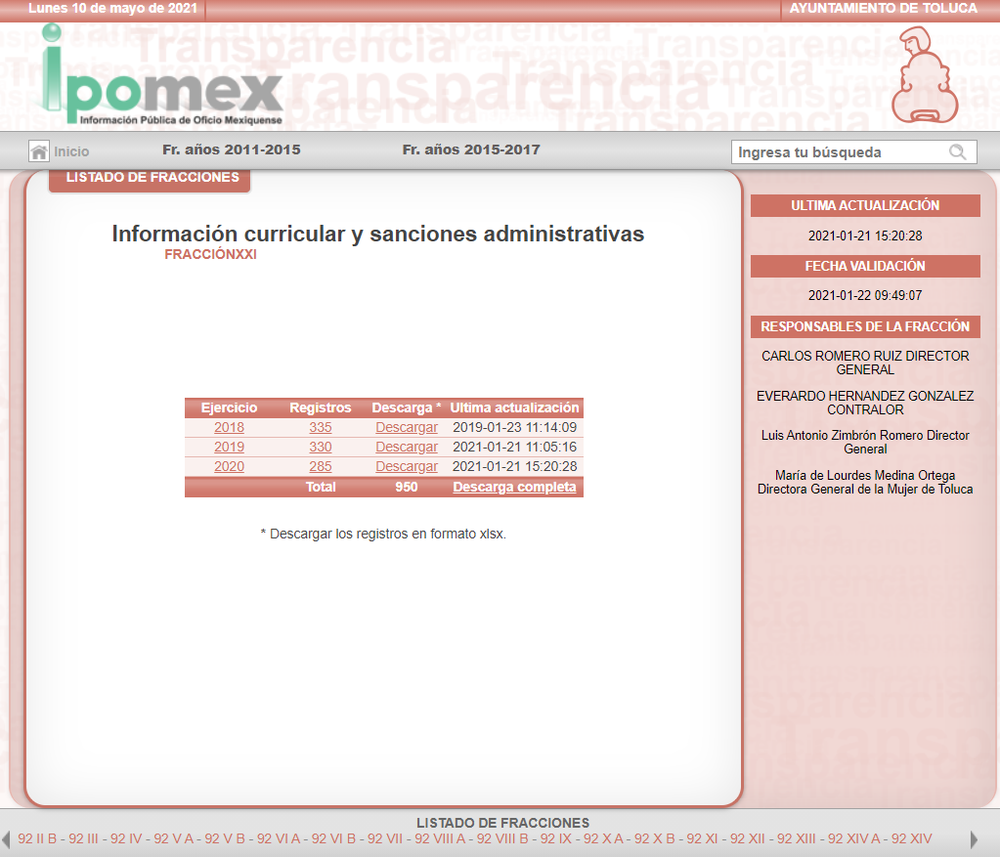 Lunes 10 de mayo de 2021
AYUNTAMIENTO DE TOLUCA
Transparencia
ipomex
Información Pública de Oficio Mexiquense
Inicio
Fr. años 2011-2015
Fr. años 2015-2017
Ingresa tu búsqueda
LISTADO DE FRACCIONES
Información curricular y sanciones administrativas
FRACCIÓNXXI
Ejercicio Registros Descarga * Ultima actualización
2018 335 Descargar 2019-01-23 11:14:09
2019 330 Descargar 2021-01-21 11:05:16
2020 285 Descargar 2021-01-21 15:20:28
Total 950 Descarga completa
* Descargar los registros en formato xlsx.
ULTIMA ACTUALIZACIÓN
2021-01-21 15:20:28
FECHA VALIDACIÓN
2021-01-22 09:49:07
RESPONSABLES DE LA FRACCIÓN
CARLOS ROMERO RUIZ DIRECTOR
GENERAL
EVERARDO HERNANDEZ GONZALEZ
CONTRALOR
Luis Antonio Zimbrón Romero Director
General
María de Lourdes Medina Ortega
Directora General de la Mujer de Toluca
LISTADO DE FRACCIONES
92 II B - 92 III - 92 IV - 92 V A - 92 V B - 92 VI A - 92 VI B - 92 VII - 92 VIII A - 92 VIII B - 92 IX - 92 X A - 92 X B - 92 XI - 92 XII - 92 XIII - 92 XIV A - 92 XIV